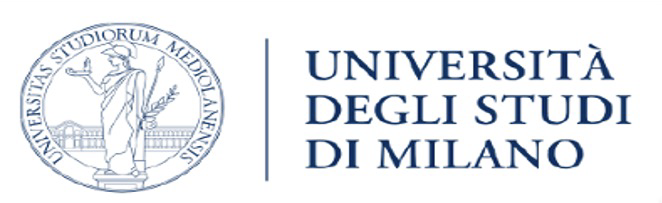 UNIVERSITAS STUDIORUM MEDIOLANENSIS
UNIVERSITÀ
DEGLI STUDI
DI MILANO